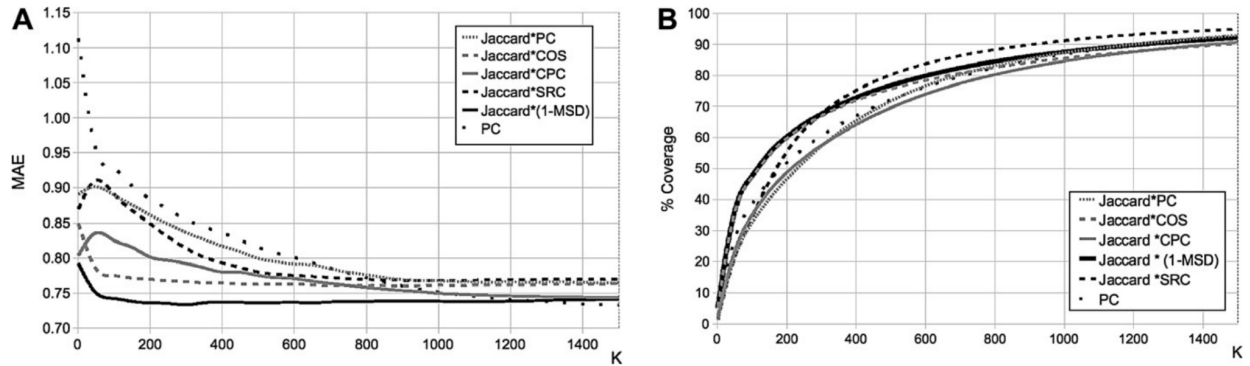 A
1.15
1.10
1.05
1.00
0.95
0.90
0.85
0.80
0.75
0.70
MAE
0 200 400 600 800 1000 1200 1400
K
Jaccard*PC
Jaccard*COS
Jaccard*CPC
Jaccard*SRC
Jaccard*(1-MSD)
PC
B
100
90
80
70
60
50
40
30
20
10
0
% Coverage
0 200 400 600 800 1000 1200 1400
K
Jaccard*PC
Jaccard*COS
Jaccard *CPC
Jaccard * (1-MSD)
Jaccard *SRC
PC